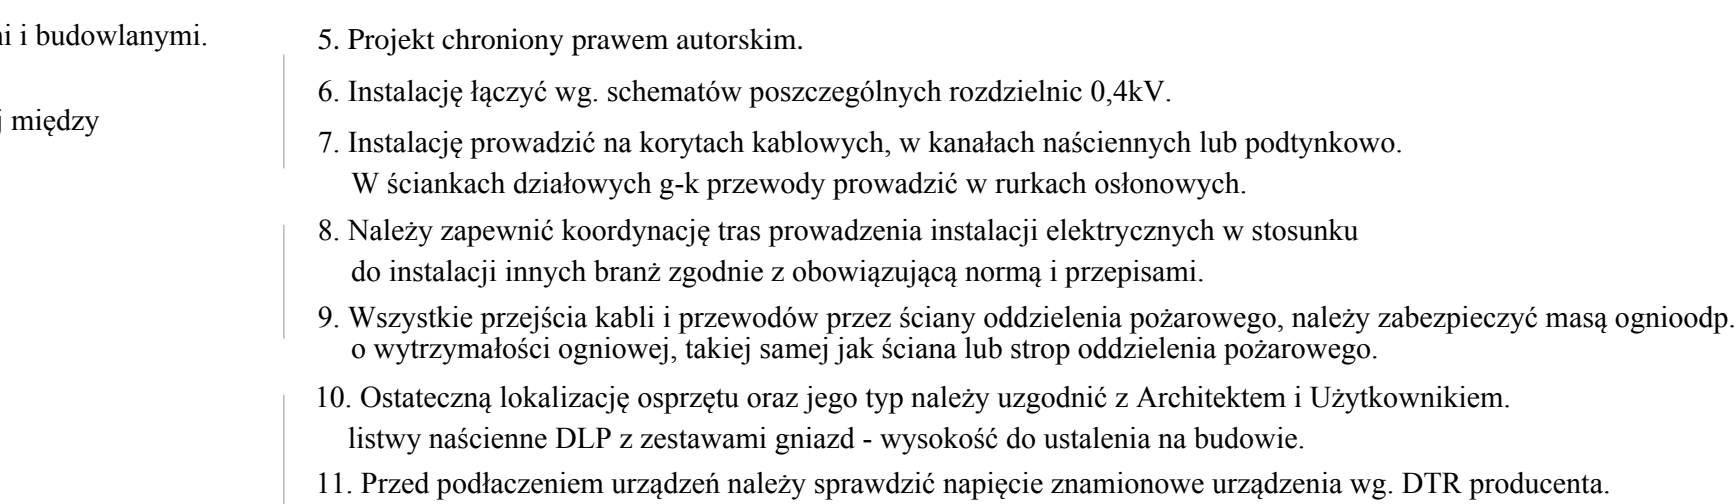 i budowlanymi.
między
5. Projekt chroniony prawem autorskim.
6. Instalację łączyć wg. schematów poszczególnych rozdzielnic 0,4kV.
7. Instalację prowadzić na korytach kablowych, w kanałach naściennych lub podtynkowo.
W ściankach działowych g-k przewody prowadzić w rurkach osłonowych.
8. Należy zapewnić koordynację tras prowadzenia instalacji elektrycznych w stosunku
do instalacji innych branż zgodnie z obowiązującą normą i przepisami.
9. Wszystkie przejścia kabli i przewodów przez ściany oddzielenia pożarowego, należy zabezpieczyć masą ognioodp.
o wytrzymałości ogniowej, takiej samej jak ściana lub strop oddzielenia pożarowego.
10. Ostateczną lokalizację osprzętu oraz jego typ należy uzgodnić z Architektem i Użytkownikiem.
listwy naścienne DLP z zestawami gniazd - wysokość do ustalenia na budowie.
11. Przed podłaczeniem urządzeń należy sprawdzić napięcie znamionowe urządzenia wg. DTR producenta.